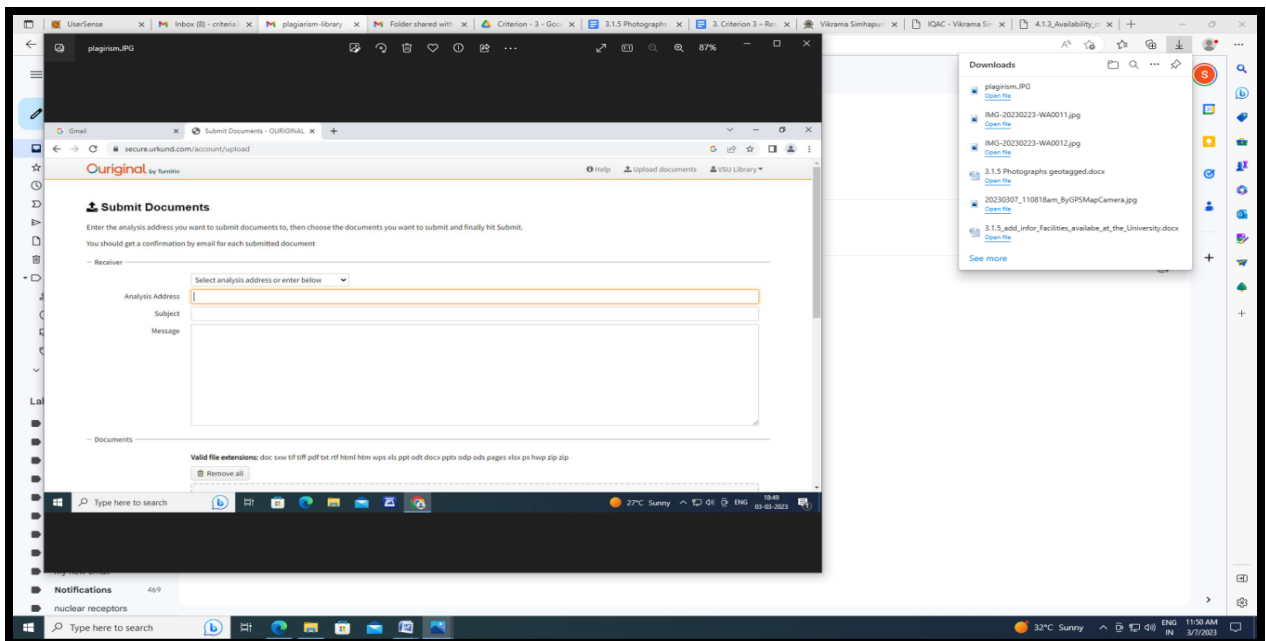 UserSense
Inbox (8) - criteria3
plagiarism-library
Folder shared with
Criterion - 3 - Goo
3.1.5 Photographs
3. Criterion 3 – Res
Vikrama Simhapuri
IQAC - Vikrama Sim
4.1.3_Availability_o
plagirism.JPG
87%
Gmail
Submit Documents - OURIGINAL
secure.urkund.com/account/upload
Ouriginal by Turnitin
Help
Upload documents
VSU Library
Submit Documents
Enter the analysis address you want to submit documents to, then choose the documents you want to submit and finally hit Submit.
You should get a confirmation by email for each submitted document
Receiver
Select analysis address or enter below
Analysis Address
Subject
Message
Documents
Valid file extensions: doc sxw tif tiff pdf txt rtf html htm wps xls ppt odt docx pptx odp ods pages xlsx ps hwp zip zip
Remove all
Type here to search
27°C Sunny
ENG
18:49
03-03-2023
Downloads
plagirism.JPG
Open file
IMG-20230223-WA0011.jpg
Open file
IMG-20230223-WA0012.jpg
Open file
3.1.5 Photographs geotagged.docx
Open file
20230307_110818am_ByGPSMapCamera.jpg
Open file
3.1.5_add_infor_Facilities_availabe_at_the_University.docx
Open file
See more
S
Lal
Notifications 469
nuclear receptors
Type here to search
32°C Sunny
ENG
IN
11:50 AM
3/7/2023